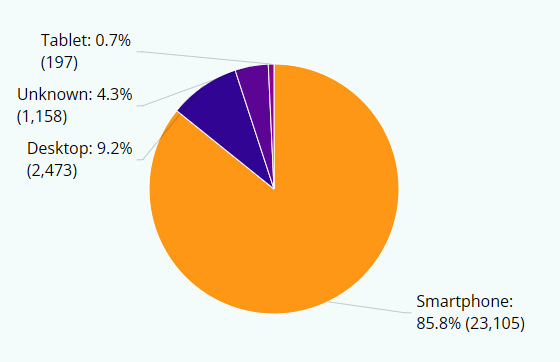 Tablet: 0.7%
(197)
Unknown: 4.3%
(1,158)
Desktop: 9.2%
(2,473)
Smartphone:
85.8% (23,105)